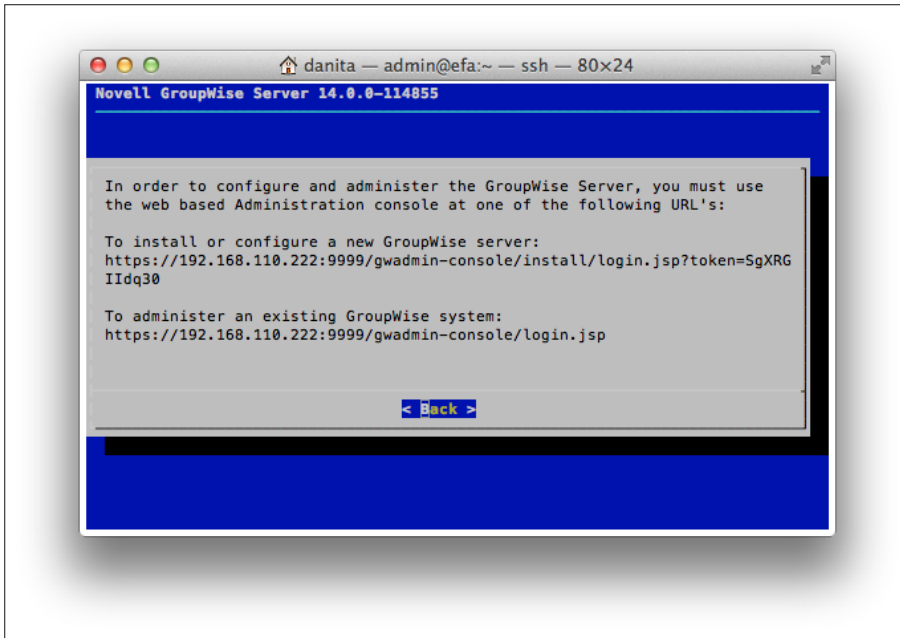 danita — admin@efa:~ — ssh — 80×24
Novell GroupWise Server 14.0.0-114855
In order to configure and administer the GroupWise Server, you must use
the web based Administration console at one of the following URL's:
To install or configure a new GroupWise server:
https://192.168.110.222:9999/gwadmin-console/install/login.jsp?token=SgXRG
IIdq30
To administer an existing GroupWise system:
https://192.168.110.222:9999/gwadmin-console/login.jsp
< Back >